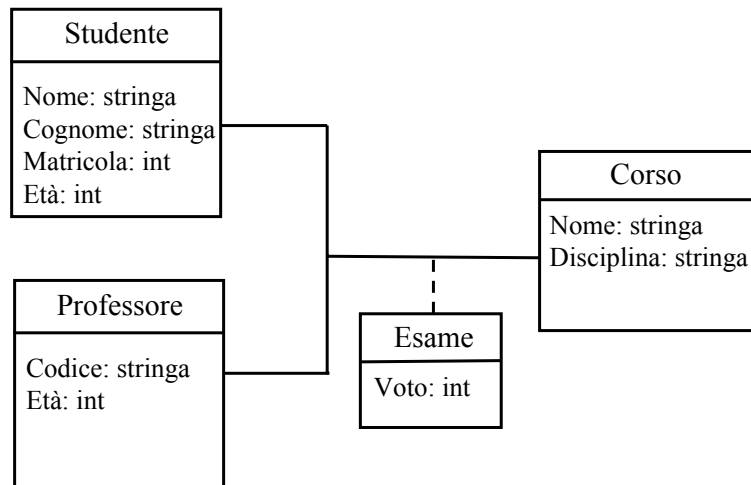 Studente
Nome: stringa
Cognome: stringa
Matricola: int
Età: int
Corso
Nome: stringa
Disciplina: stringa
Professore
Codice: stringa
Età: int
Esame
Voto: int